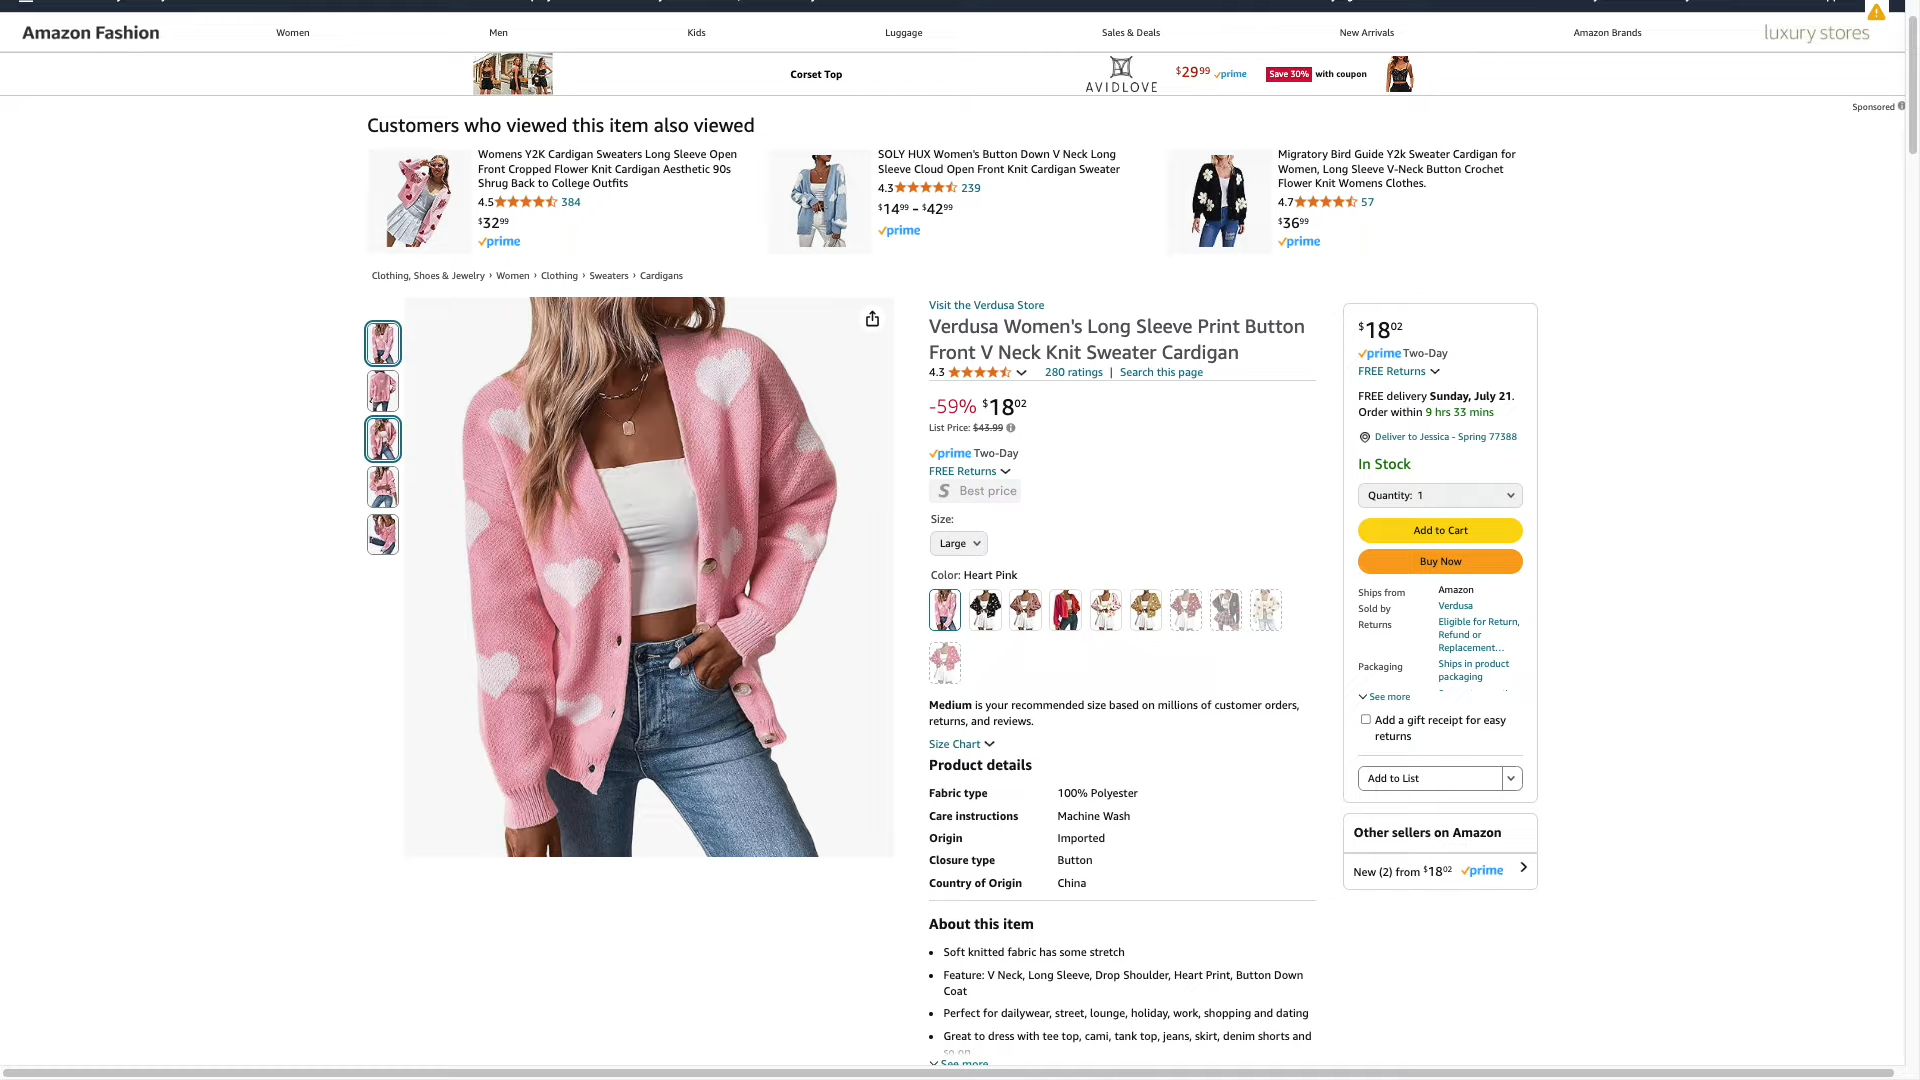 Amazon Fashion
Women
Men
Kids
Luggage
Sales & Deals
New Arrivals
Amazon Brands
luxury stores
Corset Top
AVIDLOVE
$29.99 prime
Save 30% with coupon
Sponsored
Customers who viewed this item also viewed
Womens Y2K Cardigan Sweaters Long Sleeve Open
Front Cropped Flower Knit Cardigan Aesthetic 90s
Shrug Back to College Outfits
4.5 384
$32.99
prime
SOLY HUX Women's Button Down V Neck Long
Sleeve Cloud Open Front Knit Cardigan Sweater
4.3 239
$14.99 - $42.99
prime
Migratory Bird Guide Y2k Sweater Cardigan for
Women, Long Sleeve V-Neck Button Crochet
Flower Knit Womens Clothes.
4.7 57
$36.99
prime
Clothing, Shoes & Jewelry › Women › Clothing › Sweaters › Cardigans
Visit the Verdusa Store
Verdusa Women's Long Sleeve Print Button
Front V Neck Knit Sweater Cardigan
4.3 280 ratings | Search this page
-59% $18.02
List Price: $43.99
prime Two-Day
FREE Returns
S Best price
Size:
Large
Color: Heart Pink
Medium is your recommended size based on millions of customer orders,
returns, and reviews.
Size Chart
Product details
Fabric type 100% Polyester
Care instructions Machine Wash
Origin Imported
Closure type Button
Country of Origin China
About this item
• Soft knitted fabric has some stretch
• Feature: V Neck, Long Sleeve, Drop Shoulder, Heart Print, Button Down
Coat
• Perfect for dailywear, street, lounge, holiday, work, shopping and dating
• Great to dress with tee top, cami, tank top, jeans, skirt, denim shorts and
so on
See more
$18.02
prime Two-Day
FREE Returns
FREE delivery Sunday, July 21.
Order within 9 hrs 33 mins
Deliver to Jessica - Spring 77388
In Stock
Quantity: 1
Add to Cart
Buy Now
Ships from Amazon
Sold by Verdusa
Returns Eligible for Return,
Refund or
Replacement...
Packaging Ships in product
packaging
See more
Add a gift receipt for easy
returns
Add to List
Other sellers on Amazon
New (2) from $18.02 prime